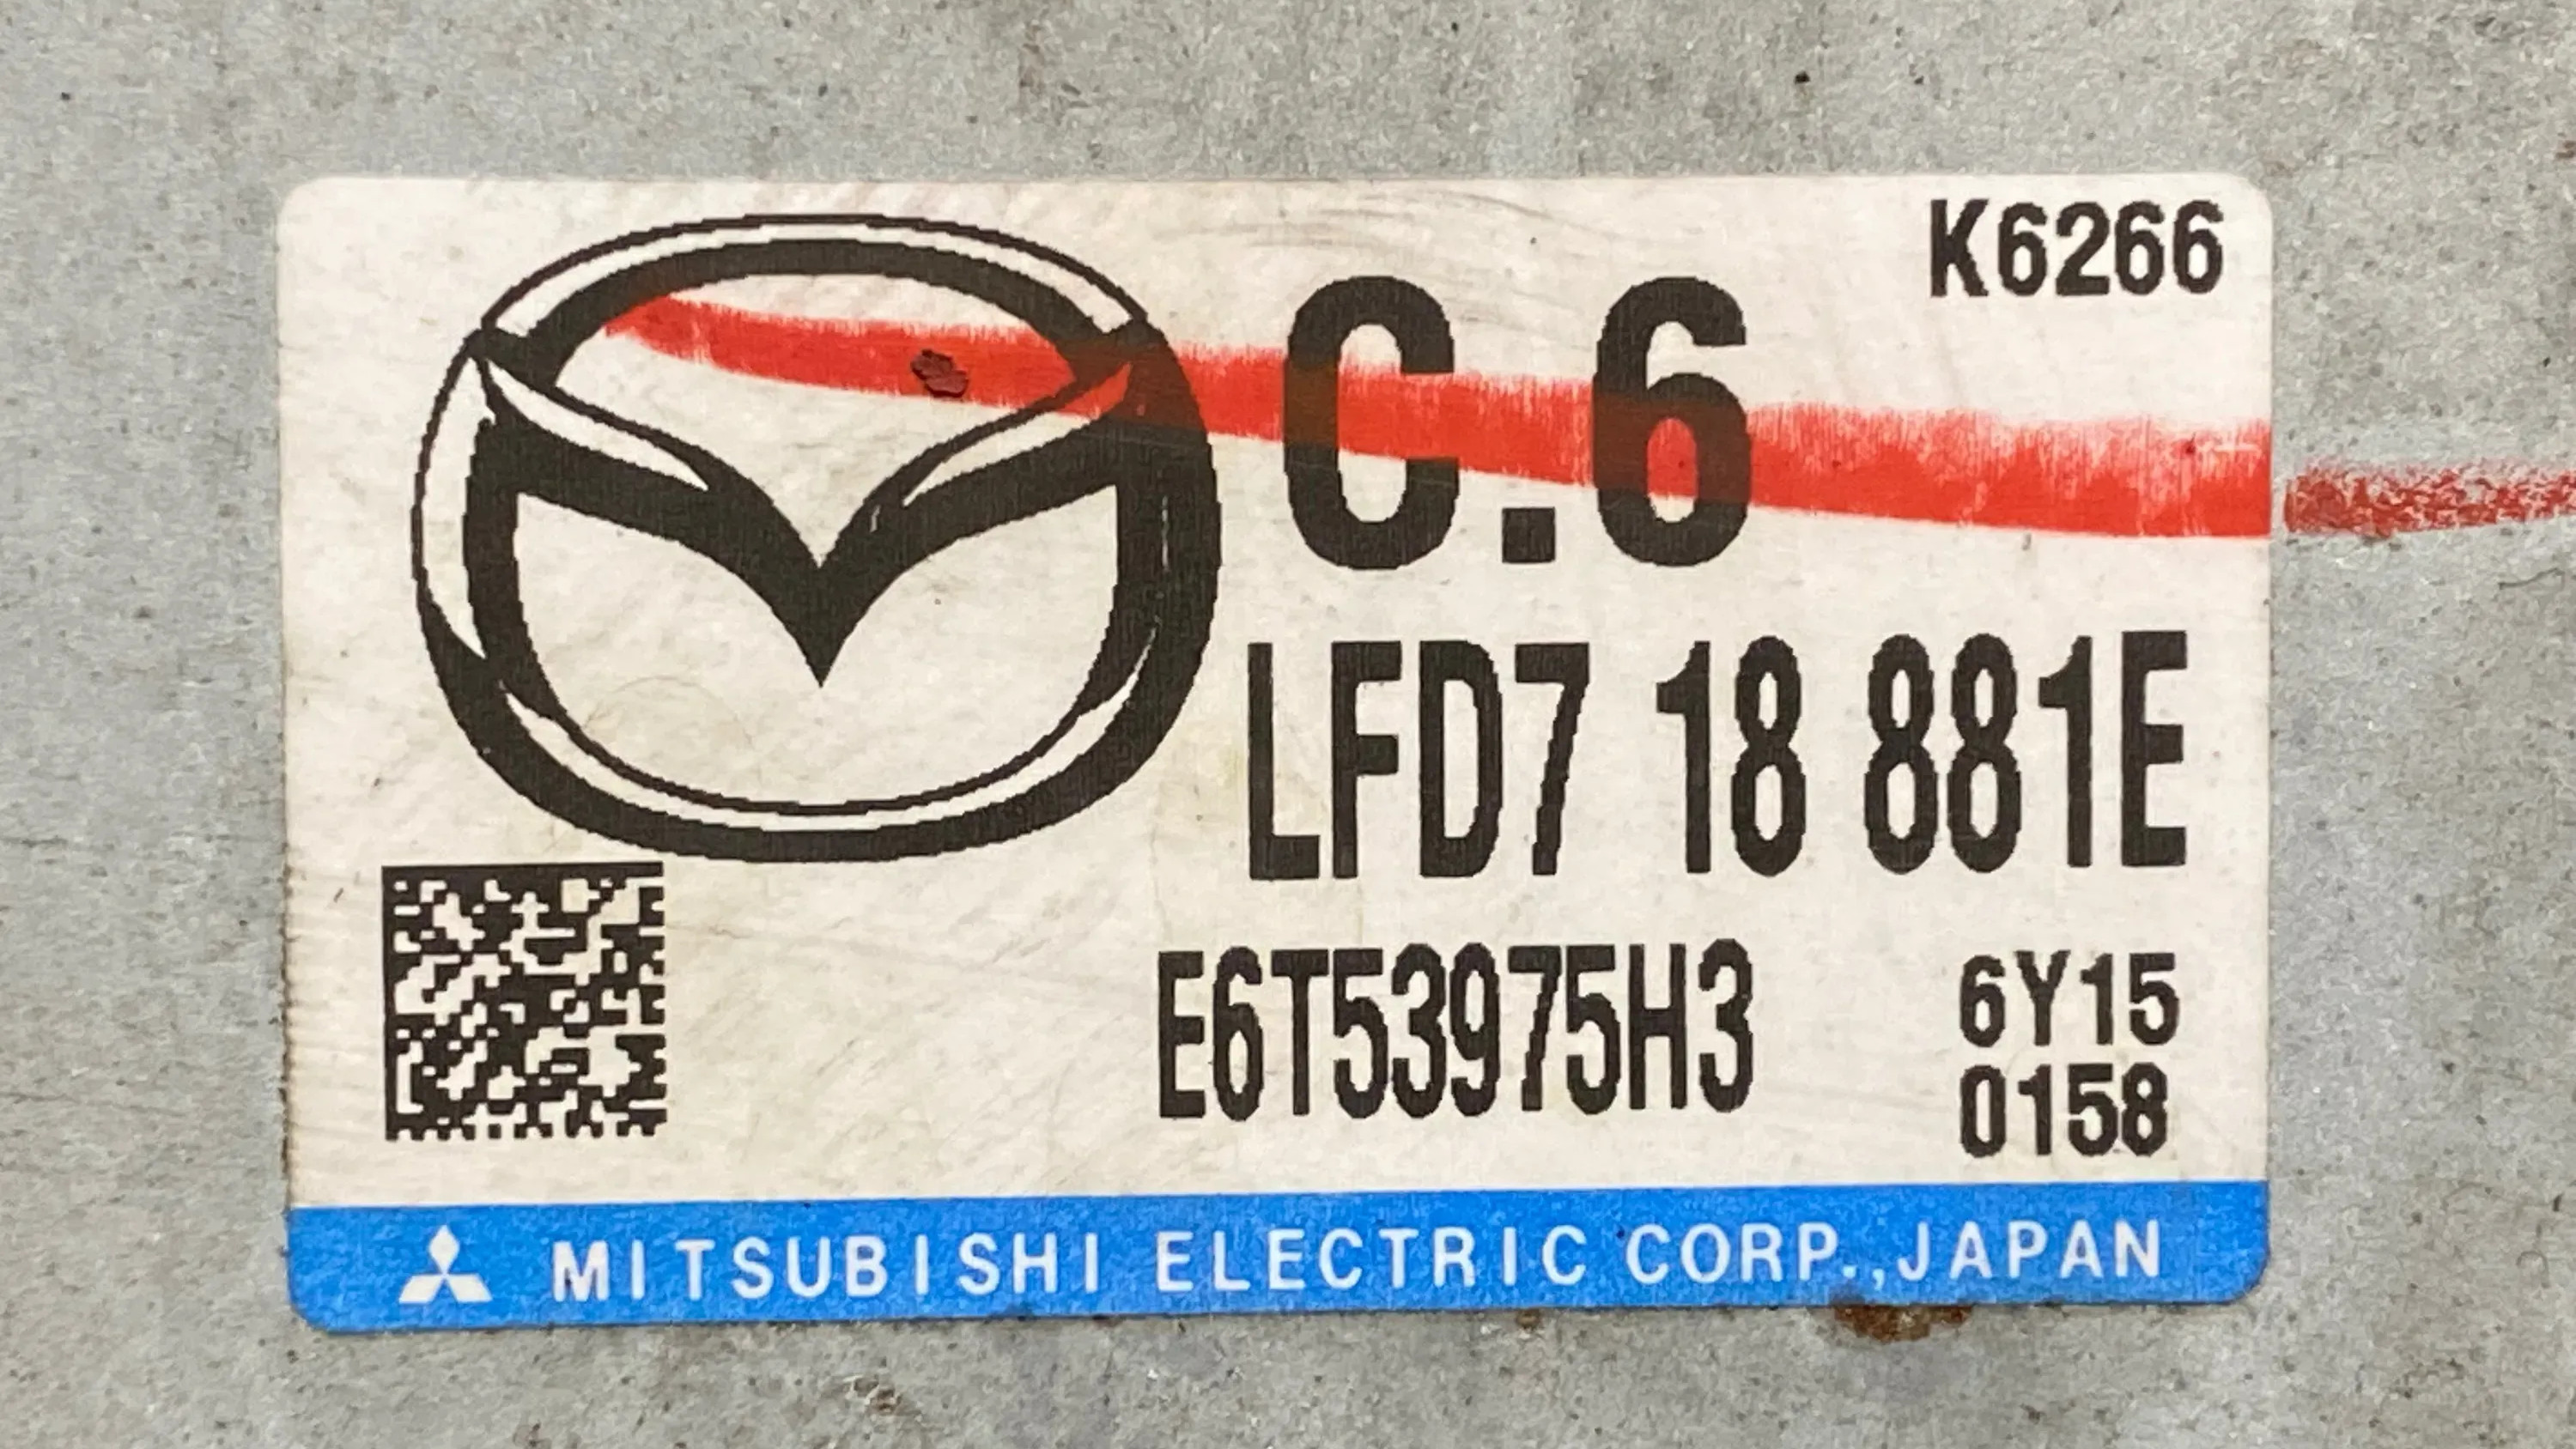 K6266
C.6
LFD7 18 881E
E6T53975H3
6Y15
0158
MITSUBISHI ELECTRIC CORP.,JAPAN